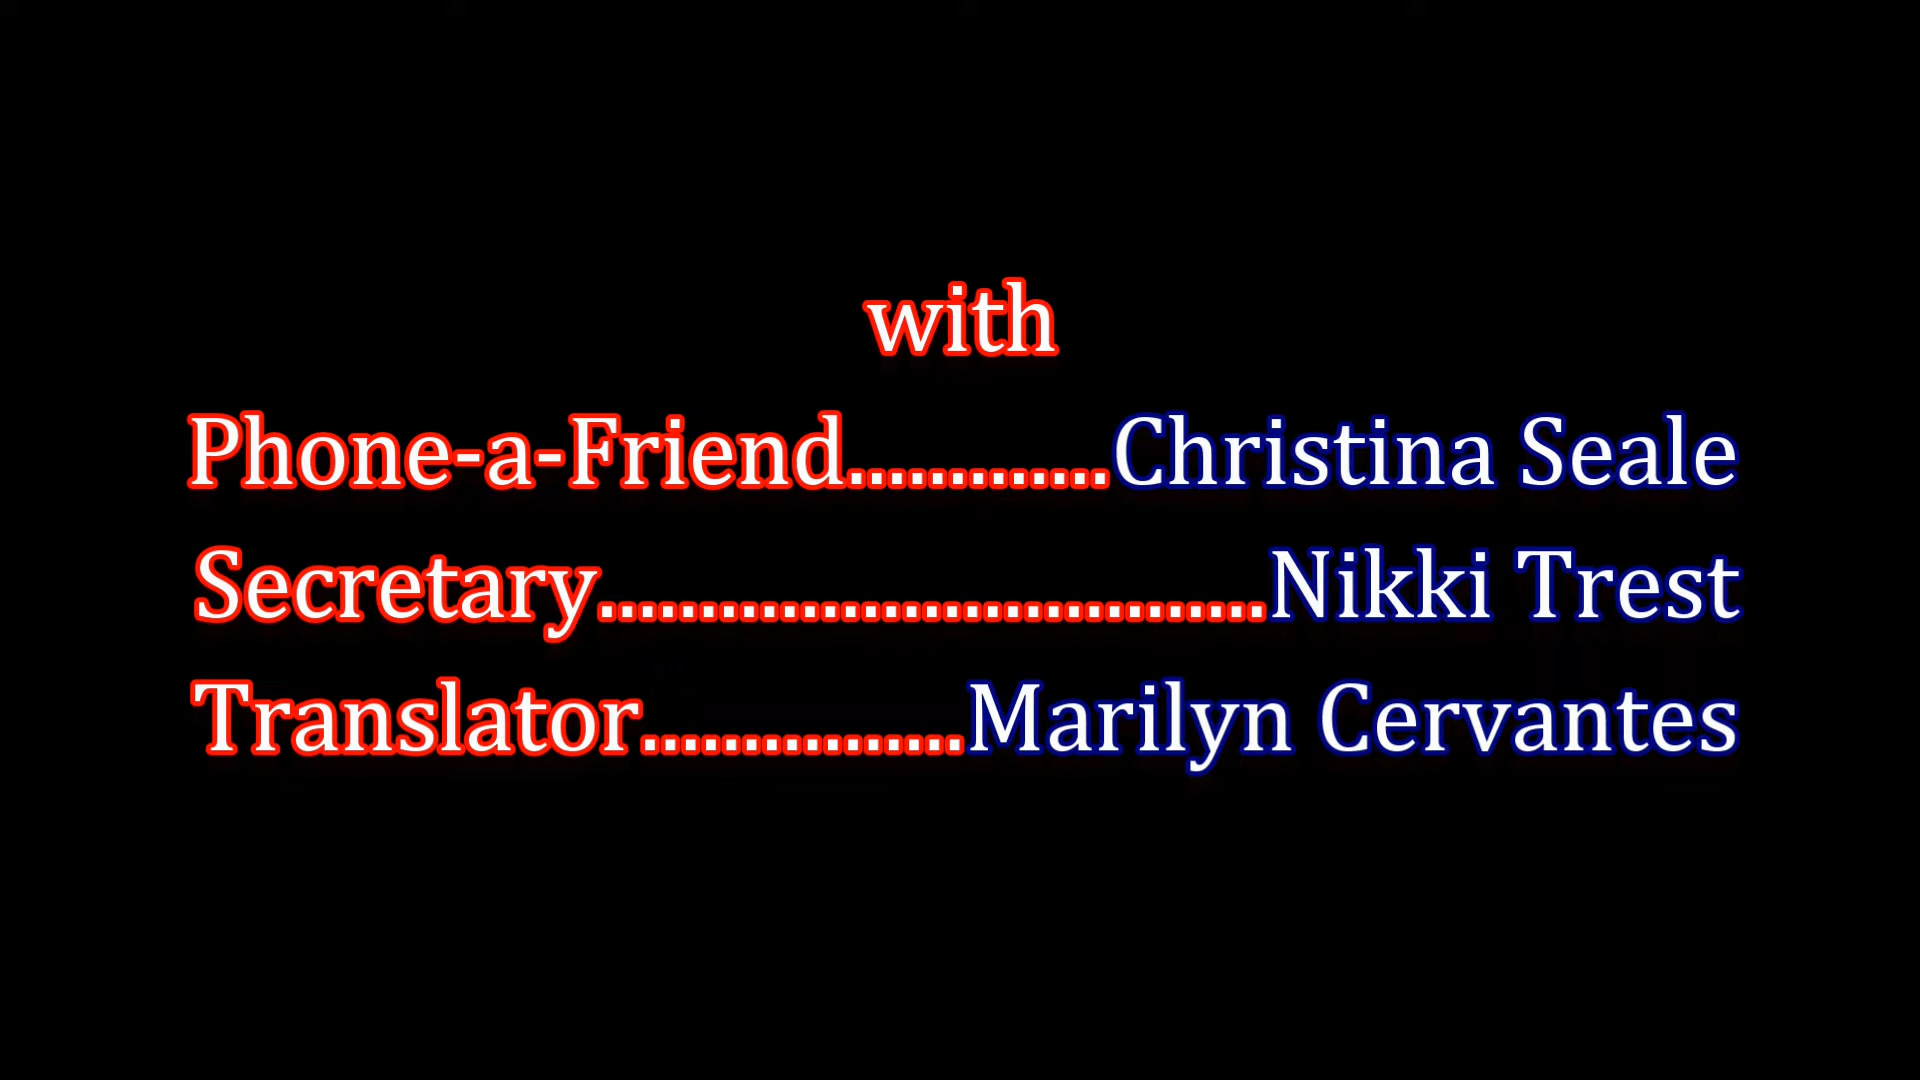 with
Phone-a-Friend.............Christina Seale
Secretary.................................Nikki Trest
Translator................Marilyn Cervantes